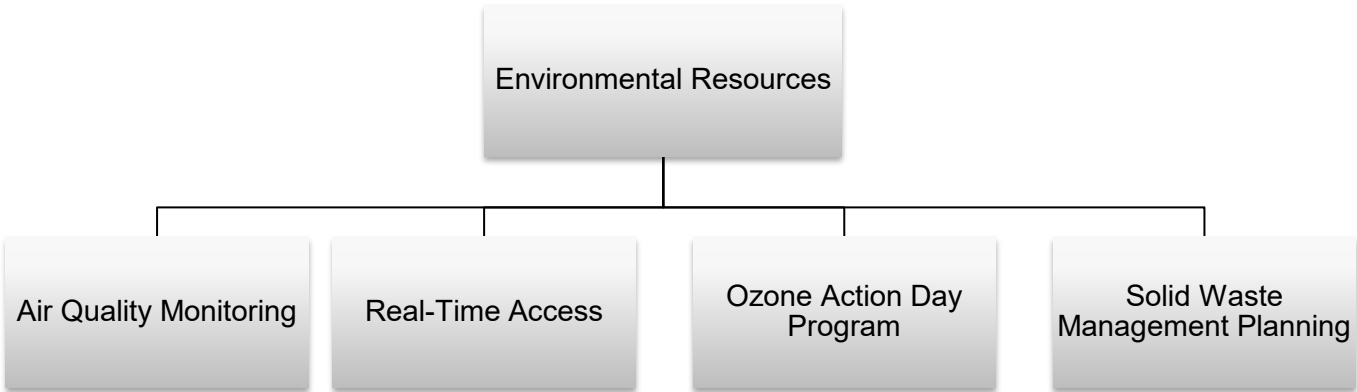 Environmental Resources
Air Quality Monitoring
Real-Time Access
Ozone Action Day
Program
Solid Waste
Management Planning